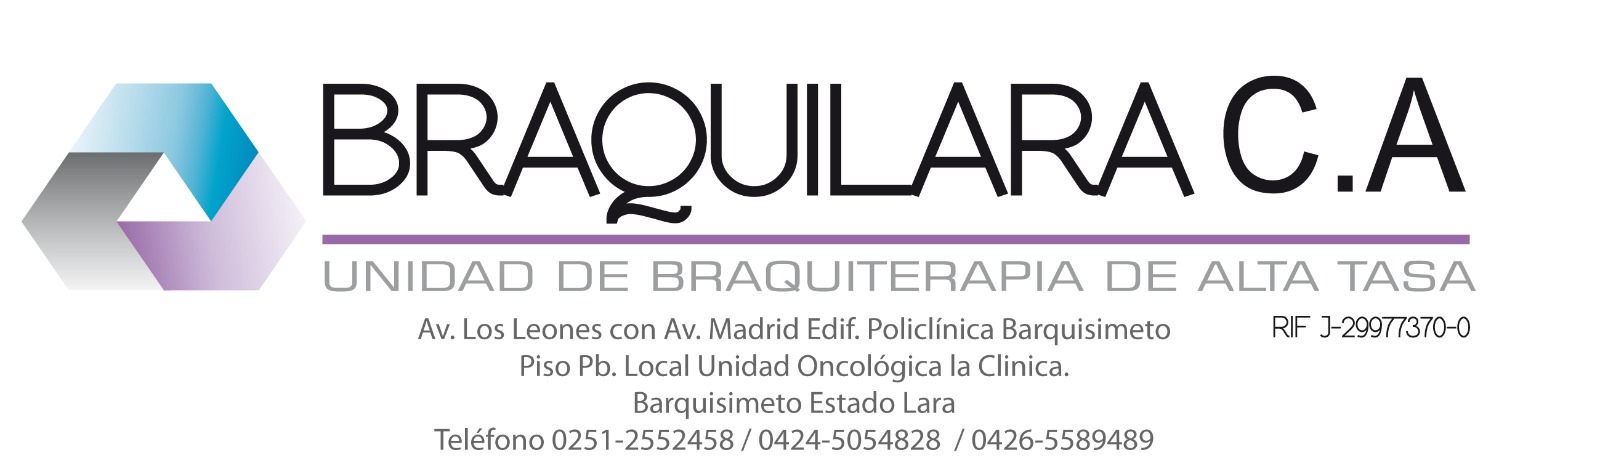 BRAQUILARA C.A
UNIDAD DE BRAQUITERAPIA DE ALTA TASA
Av. Los Leones con Av. Madrid Edif. Policlínica Barquisimeto
RIF J-29977370-0
Piso Pb. Local Unidad Oncológica la Clinica.
Barquisimeto Estado Lara
Teléfono 0251-2552458 / 0424-5054828 / 0426-5589489